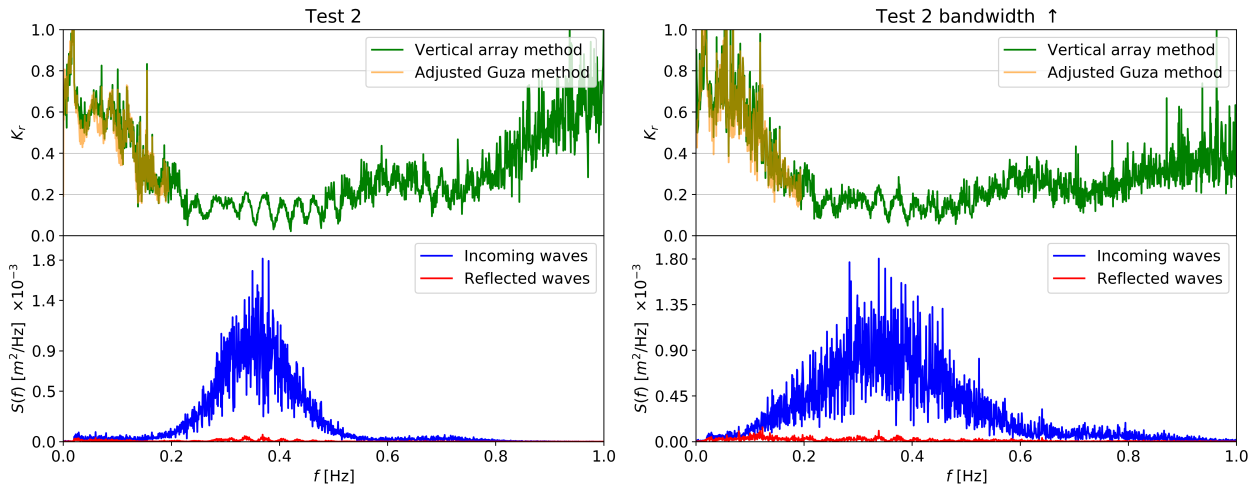 Test 2
1.0
0.8
0.6
0.4
0.2
0.0
K_r
Vertical array method
Adjusted Guza method
1.8
1.4
0.9
0.5
0.0
S(f) [m²/Hz] ×10⁻³
Incoming waves
Reflected waves
0.0 0.2 0.4 0.6 0.8 1.0
f [Hz]
Test 2 bandwidth ↑
1.0
0.8
0.6
0.4
0.2
0.0
K_r
Vertical array method
Adjusted Guza method
1.80
1.35
0.90
0.45
0.00
S(f) [m²/Hz] ×10⁻³
Incoming waves
Reflected waves
0.0 0.2 0.4 0.6 0.8 1.0
f [Hz]